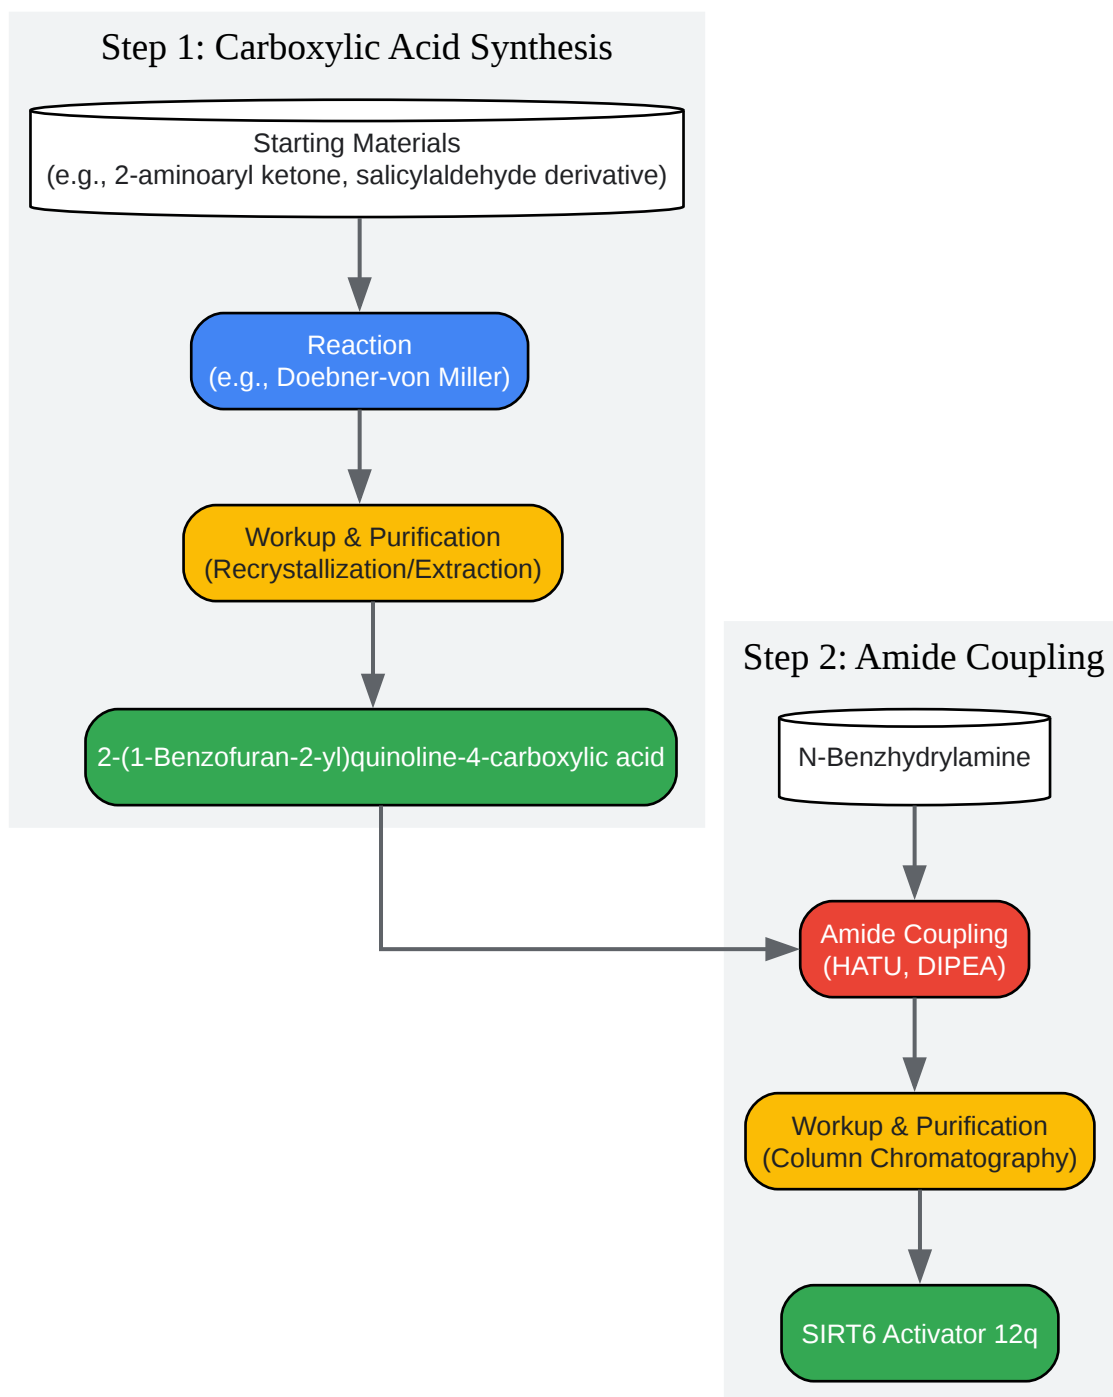 Step 1: Carboxylic Acid Synthesis
Starting Materials
(e.g., 2-aminoaryl ketone, salicylaldehyde derivative)
Reaction
(e.g., Doebner-von Miller)
Workup & Purification
(Recrystallization/Extraction)
2-(1-Benzofuran-2-yl)quinoline-4-carboxylic acid
Step 2: Amide Coupling
N-Benzhydrylamine
Amide Coupling
(HATU, DIPEA)
Workup & Purification
(Column Chromatography)
SIRT6 Activator 12q